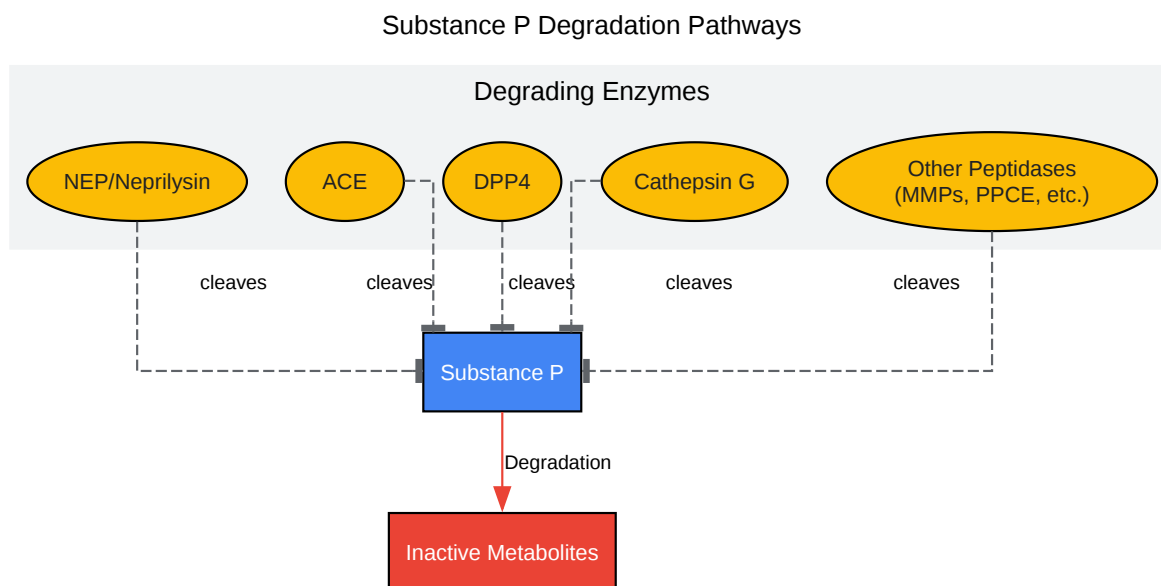 Substance P Degradation Pathways
Degrading Enzymes
NEP/Neprilysin
ACE
DPP4
Cathepsin G
Other Peptidases
(MMPs, PPCE, etc.)
cleaves
cleaves
cleaves
cleaves
cleaves
Substance P
Degradation
Inactive Metabolites